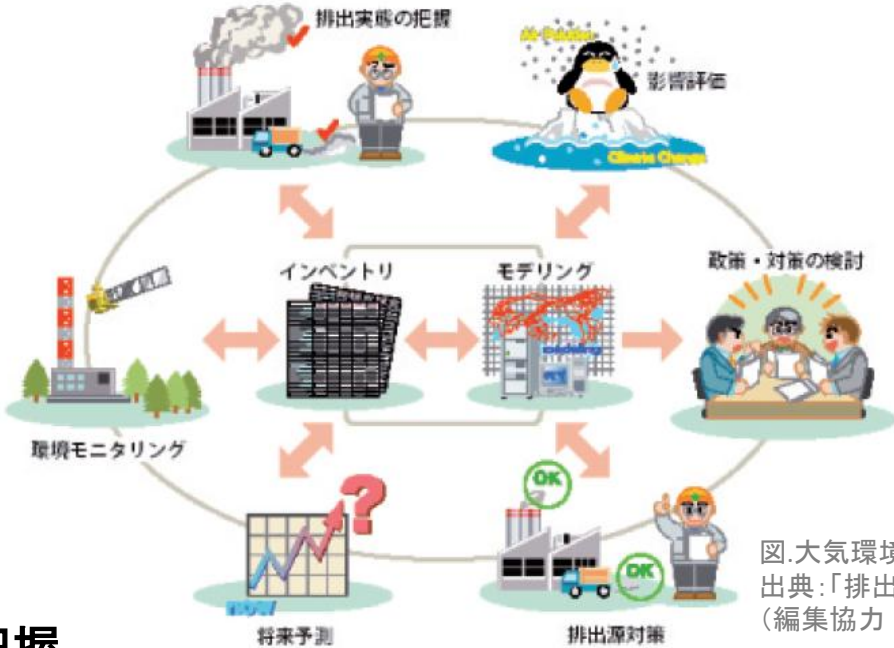 排出実態の把握
Air Pollution
影響評価
Climate Change
政策・対策の検討
インベントリ
モデリング
modeling
環境モニタリング
OK
OK
now
?
将来予測
排出源対策
図.大気環境
出典:「排出
(編集協力